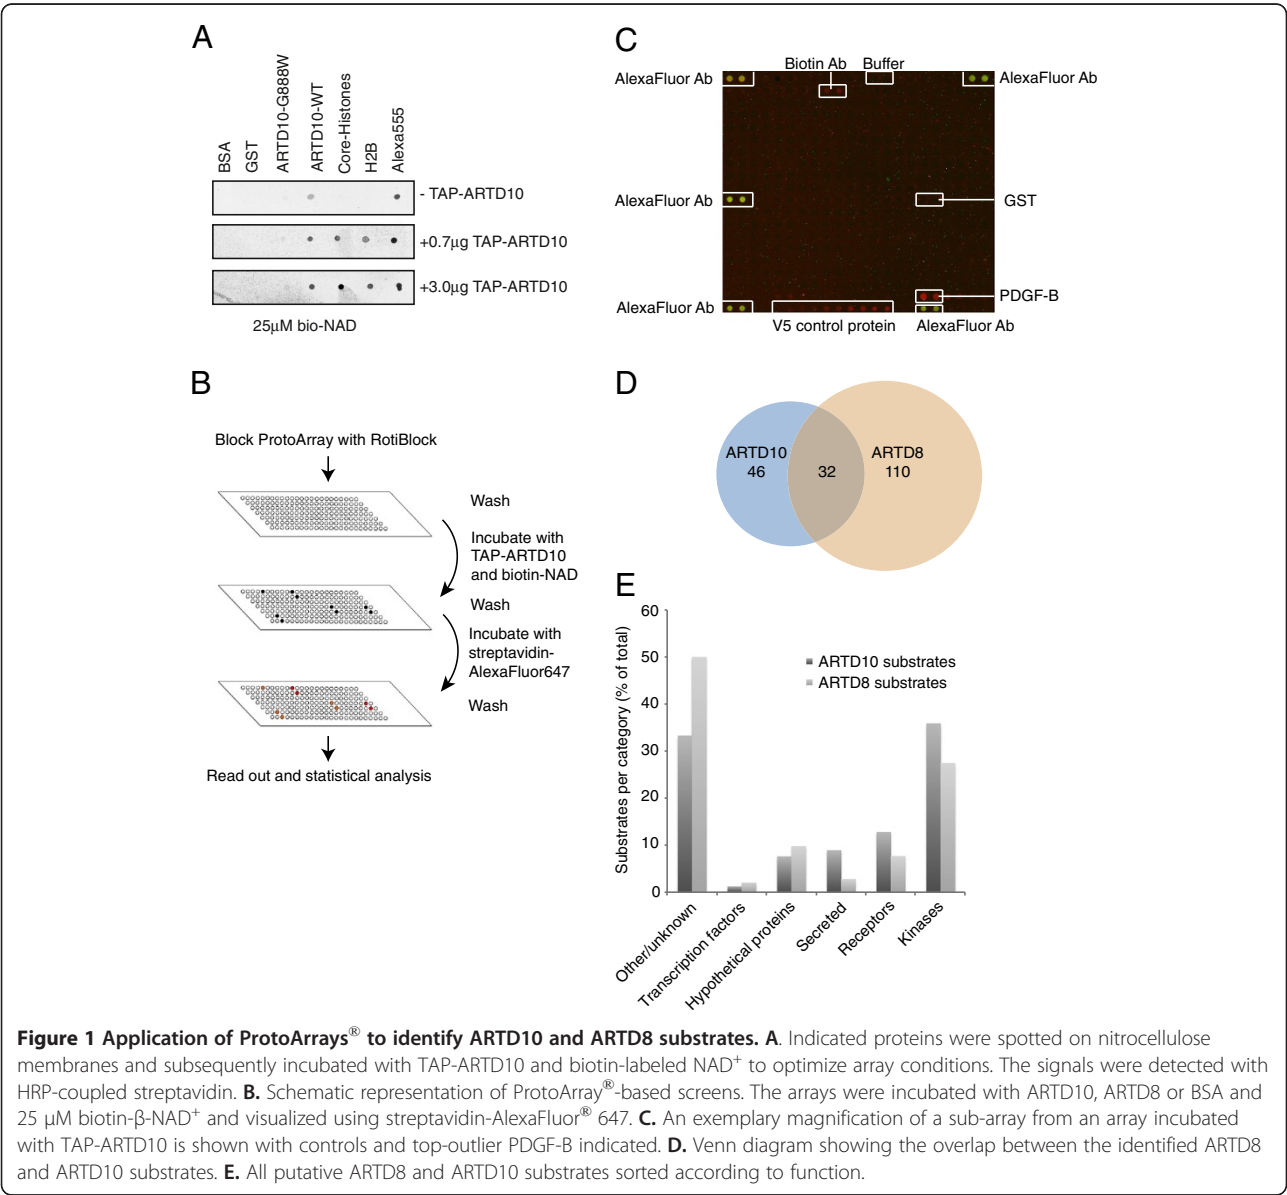 A
BSA
GST
ARTD10-G888W
ARTD10-WT
Core-Histones
H2B
Alexa555
- TAP-ARTD10
+0.7µg TAP-ARTD10
+3.0µg TAP-ARTD10
25µM bio-NAD
B
Block ProtoArray with RotiBlock
Wash
Incubate with
TAP-ARTD10
and biotin-NAD
Wash
Incubate with
streptavidin-
AlexaFluor647
Wash
Read out and statistical analysis
C
Biotin Ab Buffer
AlexaFluor Ab
AlexaFluor Ab
AlexaFluor Ab
GST
PDGF-B
AlexaFluor Ab
V5 control protein
AlexaFluor Ab
D
ARTD10
46
32
ARTD8
110
E
Substrates per category (% of total)
60
50
40
30
20
10
0
ARTD10 substrates
ARTD8 substrates
Other/unknown
Transcription factors
Hypothetical proteins
Secreted
Receptors
Kinases
Figure 1 Application of ProtoArrays® to identify ARTD10 and ARTD8 substrates. A. Indicated proteins were spotted on nitrocellulose
membranes and subsequently incubated with TAP-ARTD10 and biotin-labeled NAD⁺ to optimize array conditions. The signals were detected with
HRP-coupled streptavidin. B. Schematic representation of ProtoArray®-based screens. The arrays were incubated with ARTD10, ARTD8 or BSA and
25 µM biotin-β-NAD⁺ and visualized using streptavidin-AlexaFluor® 647. C. An exemplary magnification of a sub-array from an array incubated
with TAP-ARTD10 is shown with controls and top-outlier PDGF-B indicated. D. Venn diagram showing the overlap between the identified ARTD8
and ARTD10 substrates. E. All putative ARTD8 and ARTD10 substrates sorted according to function.